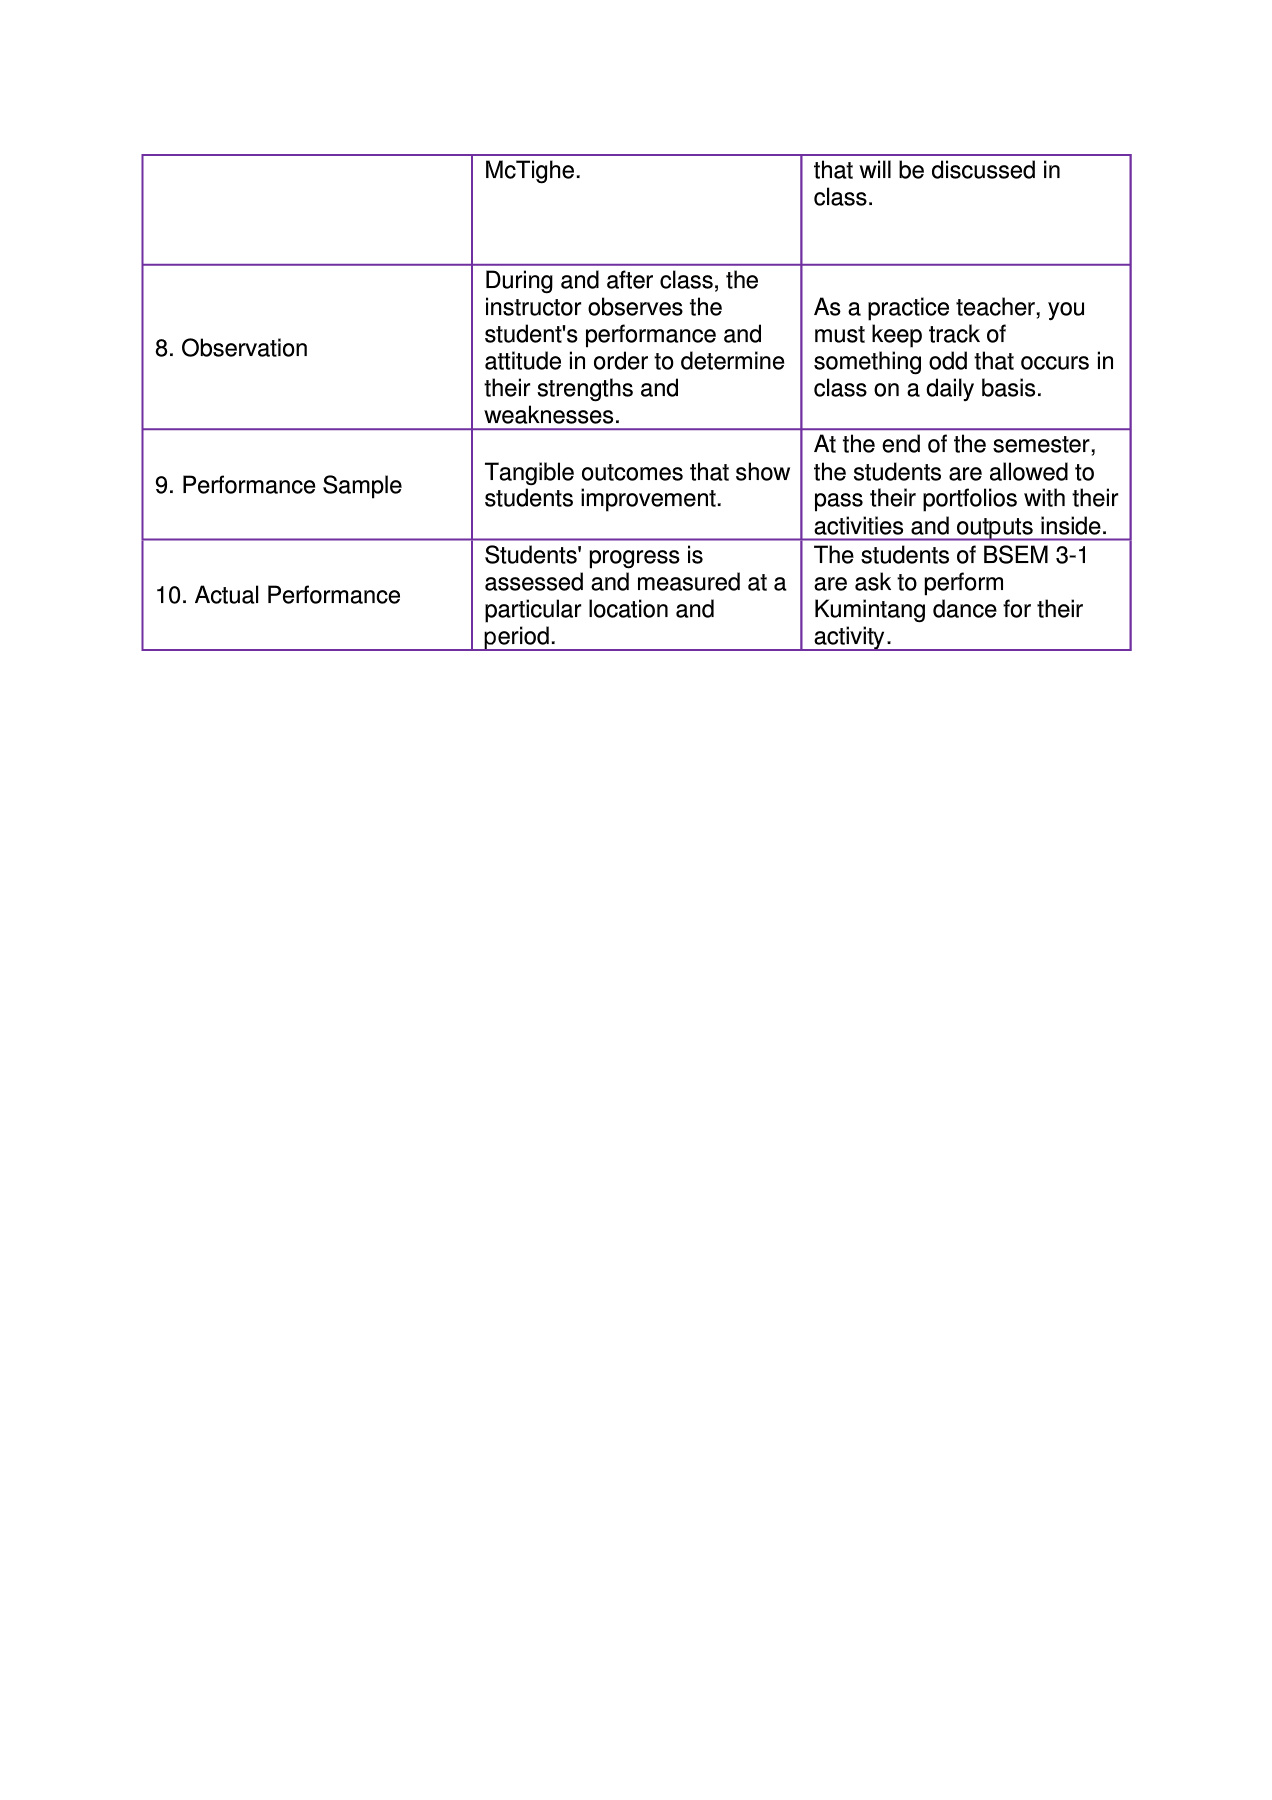 McTighe.
that will be discussed in
class.
8. Observation
During and after class, the
instructor observes the
student's performance and
attitude in order to determine
their strengths and
weaknesses.
As a practice teacher, you
must keep track of
something odd that occurs in
class on a daily basis.
9. Performance Sample
Tangible outcomes that show
students improvement.
At the end of the semester,
the students are allowed to
pass their portfolios with their
activities and outputs inside.
10. Actual Performance
Students' progress is
assessed and measured at a
particular location and
period.
The students of BSEM 3-1
are ask to perform
Kumintang dance for their
activity.